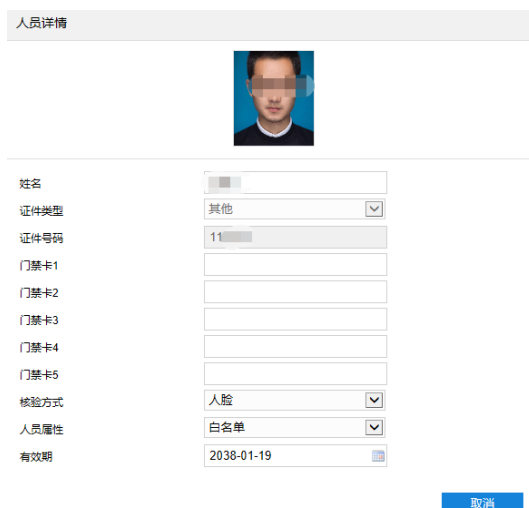 人员详情
姓名
证件类型 其他
证件号码 11
门禁卡1
门禁卡2
门禁卡3
门禁卡4
门禁卡5
核验方式 人脸
人员属性 白名单
有效期 2038-01-19
取消